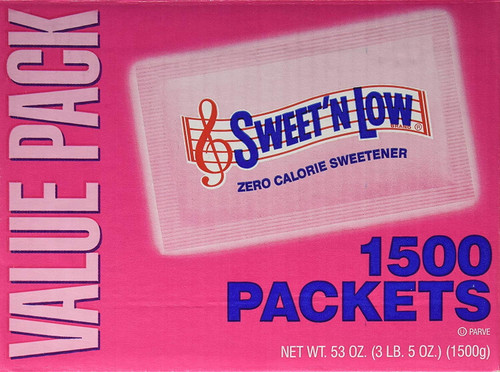 VALUE PACK
SWEET'N LOW
BRAND ®
ZERO CALORIE SWEETENER
1500
PACKETS
Ⓤ PARVE
NET WT. 53 OZ. (3 LB. 5 OZ.) (1500g)